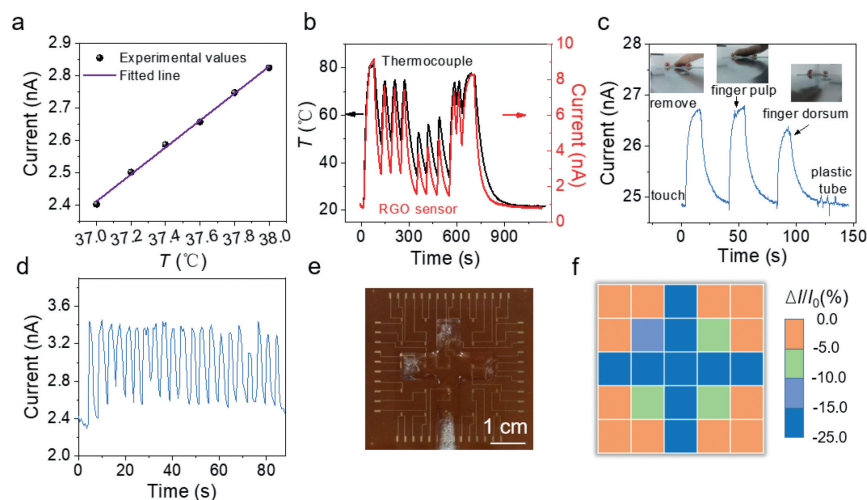 a
2.9
2.8
2.7
2.6
2.5
2.4
Current (nA)
Experimental values
Fitted line
37.0
37.2
37.4
37.6
37.8
38.0
T (℃)
b
80
60
40
20
T (℃)
Thermocouple
RGO sensor
10
8
6
4
2
0
Current (nA)
0 300 600 900
Time (s)
c
28
27
26
25
24
Current (nA)
remove
finger pulp
finger dorsum
touch
plastic
tube
0 50 100 150
Time (s)
d
3.6
3.2
2.8
2.4
2.0
Current (nA)
0 20 40 60 80
Time (s)
e
1 cm
f
ΔI/I0(%)
0.0
-5.0
-10.0
-15.0
-25.0